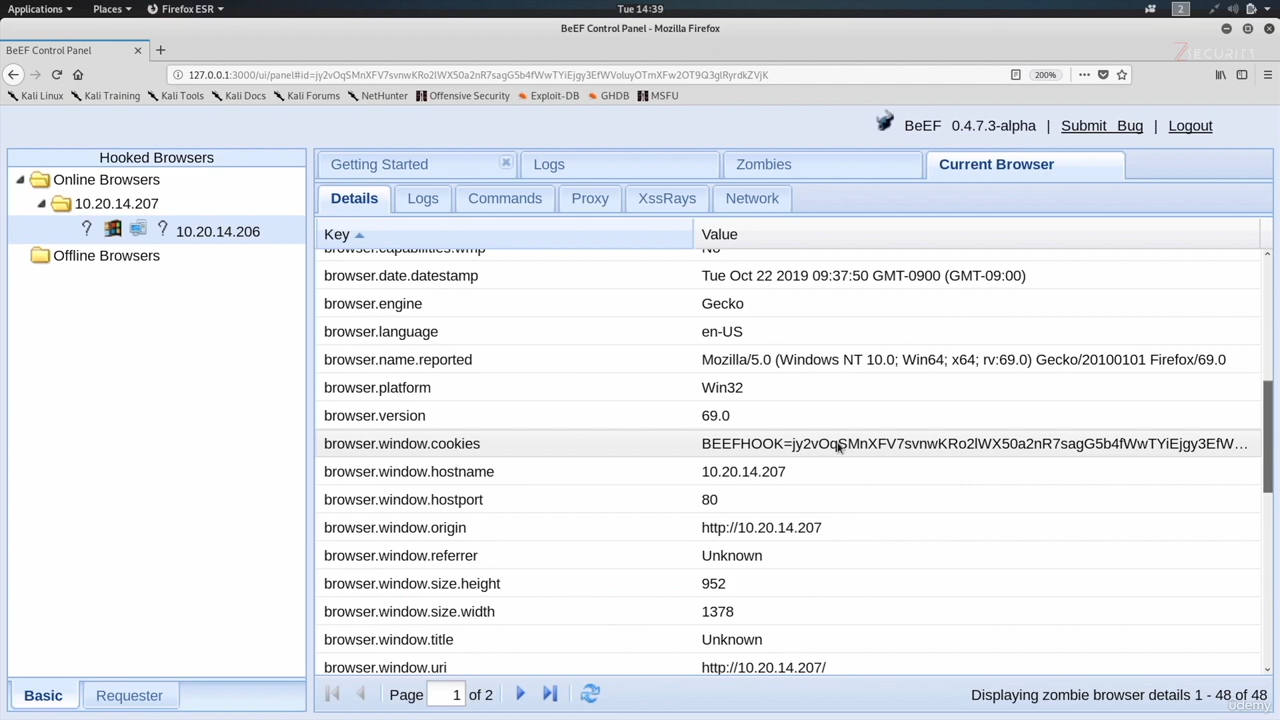 Applications Places Firefox ESR Tue 14:39 2
BeEF Control Panel - Mozilla Firefox
BeEF Control Panel
ZSECURITY
127.0.0.1:3000/ui/panel#id=jy2vOqSMnXFV7svnwKRo2lWX50a2nR7sagG5b4fWwTYiEjgy3EfWVoluyOTmXFw2OT9Q3glRyrdkZVjK 200%
Kali Linux Kali Training Kali Tools Kali Docs Kali Forums NetHunter Offensive Security Exploit-DB GHDB MSFU
BeEF 0.4.7.3-alpha | Submit Bug | Logout
Hooked Browsers
Online Browsers
10.20.14.207
? ? 10.20.14.206
Offline Browsers
Basic Requester
Getting Started Logs Zombies Current Browser
Details Logs Commands Proxy XssRays Network
Key Value
browser.capabilities.wmp No
browser.date.datestamp Tue Oct 22 2019 09:37:50 GMT-0900 (GMT-09:00)
browser.engine Gecko
browser.language en-US
browser.name.reported Mozilla/5.0 (Windows NT 10.0; Win64; x64; rv:69.0) Gecko/20100101 Firefox/69.0
browser.platform Win32
browser.version 69.0
browser.window.cookies BEEFHOOK=jy2vOqSMnXFV7svnwKRo2lWX50a2nR7sagG5b4fWwTYiEjgy3EfW...
browser.window.hostname 10.20.14.207
browser.window.hostport 80
browser.window.origin http://10.20.14.207
browser.window.referrer Unknown
browser.window.size.height 952
browser.window.size.width 1378
browser.window.title Unknown
browser.window.uri http://10.20.14.207/
Page 1 of 2 Displaying zombie browser details 1 - 48 of 48
udemy